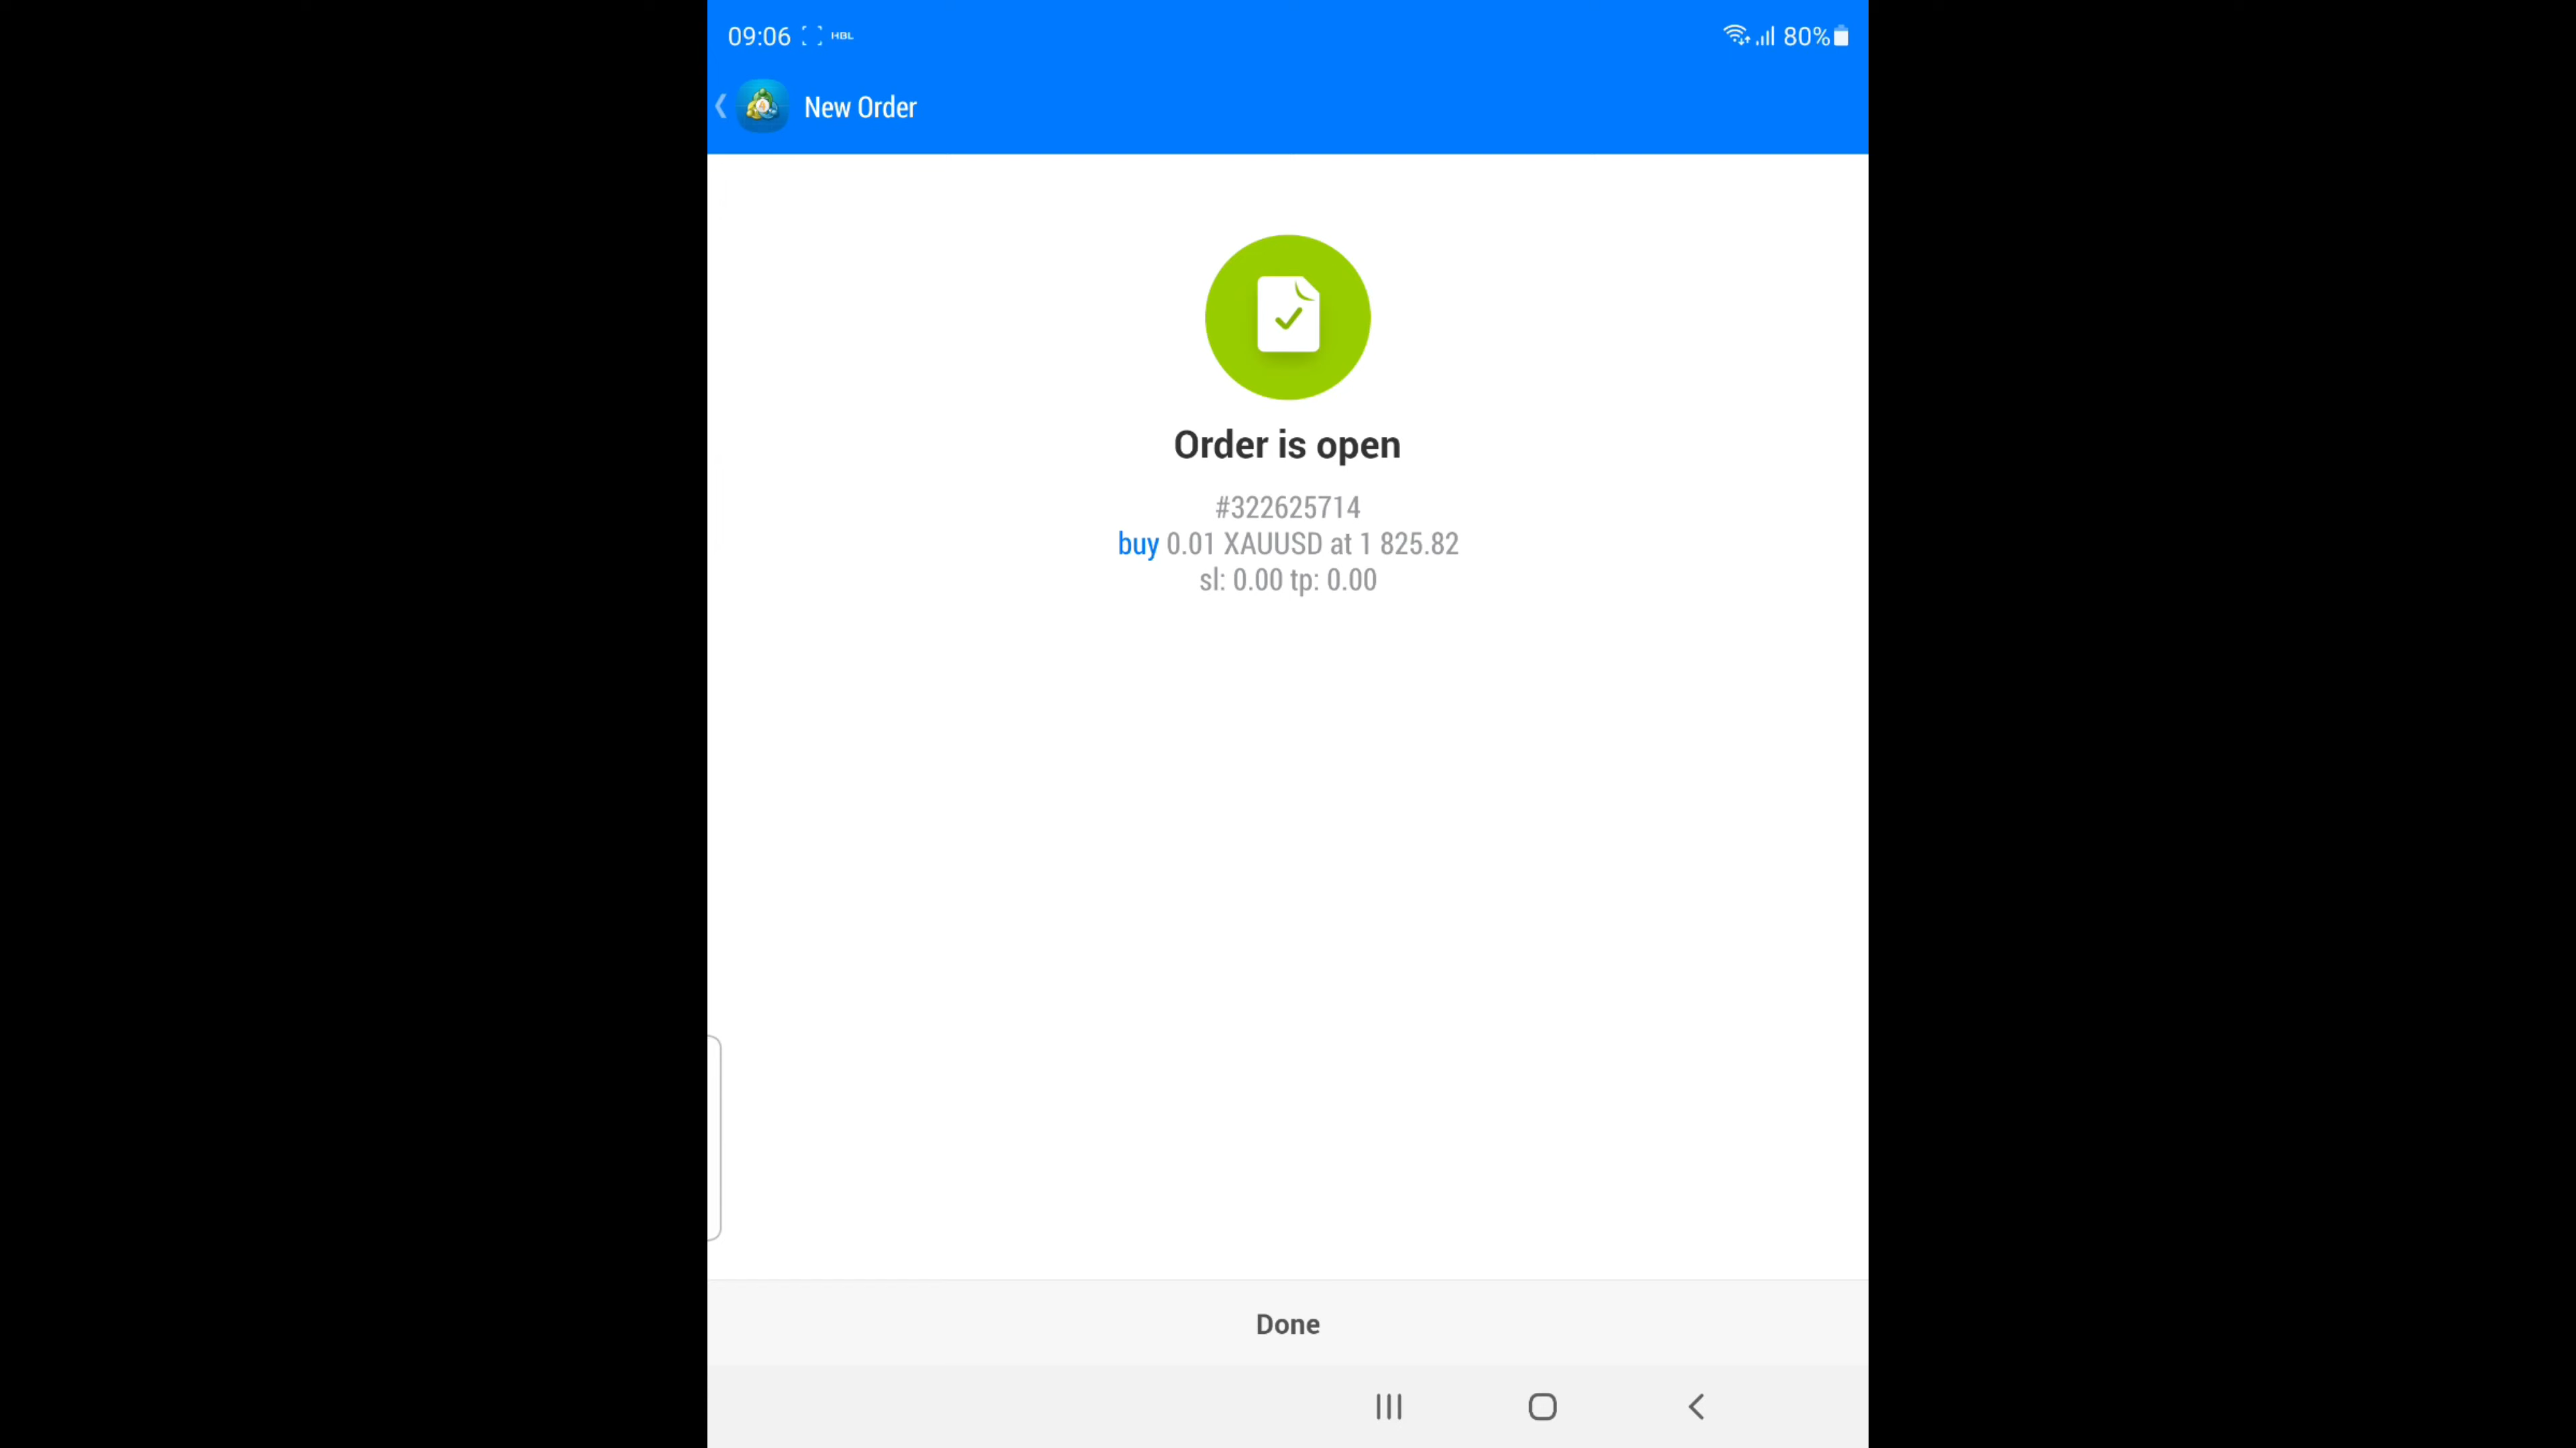 09:06 HBL 80%
New Order
Order is open
#322625714
buy 0.01 XAUUSD at 1 825.82
sl: 0.00 tp: 0.00
Done